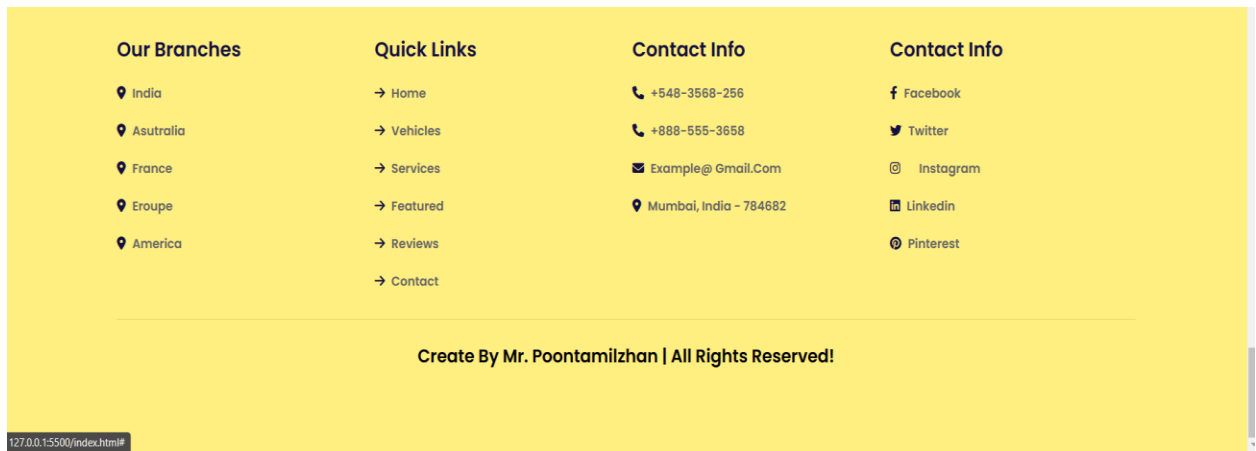 Our Branches
India
Asutralia
France
Eroupe
America
Quick Links
Home
Vehicles
Services
Featured
Reviews
Contact
Contact Info
+548-3568-256
+888-555-3658
Example@ Gmail.Com
Mumbai, India - 784682
Contact Info
Facebook
Twitter
Instagram
Linkedin
Pinterest
Create By Mr. Poontamilzhan | All Rights Reserved!
127.0.0.1:5500/index.html#